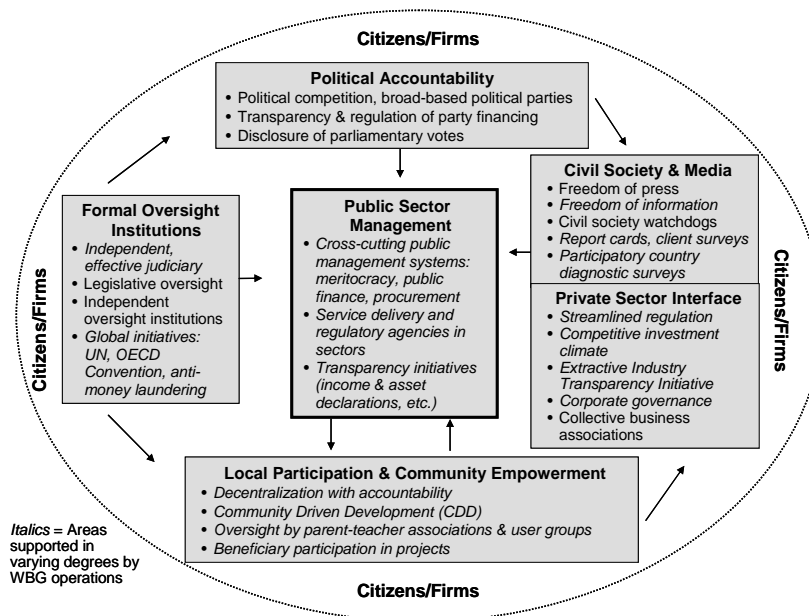 Citizens/Firms
Political Accountability
• Political competition, broad-based political parties
• Transparency & regulation of party financing
• Disclosure of parliamentary votes
Formal Oversight
Institutions
• Independent,
effective judiciary
• Legislative oversight
• Independent
oversight institutions
• Global initiatives:
UN, OECD
Convention, anti-
money laundering
Citizens/Firms
Public Sector
Management
• Cross-cutting public
management systems:
meritocracy, public
finance, procurement
• Service delivery and
regulatory agencies in
sectors
• Transparency initiatives
(income & asset
declarations, etc.)
Civil Society & Media
• Freedom of press
• Freedom of information
• Civil society watchdogs
• Report cards, client surveys
• Participatory country
diagnostic surveys
Private Sector Interface
• Streamlined regulation
• Competitive investment
climate
• Extractive Industry
Transparency Initiative
• Corporate governance
• Collective business
associations
Citizens/Firms
Local Participation & Community Empowerment
• Decentralization with accountability
• Community Driven Development (CDD)
• Oversight by parent-teacher associations & user groups
• Beneficiary participation in projects
Italics = Areas
supported in
varying degrees by
WBG operations
Citizens/Firms